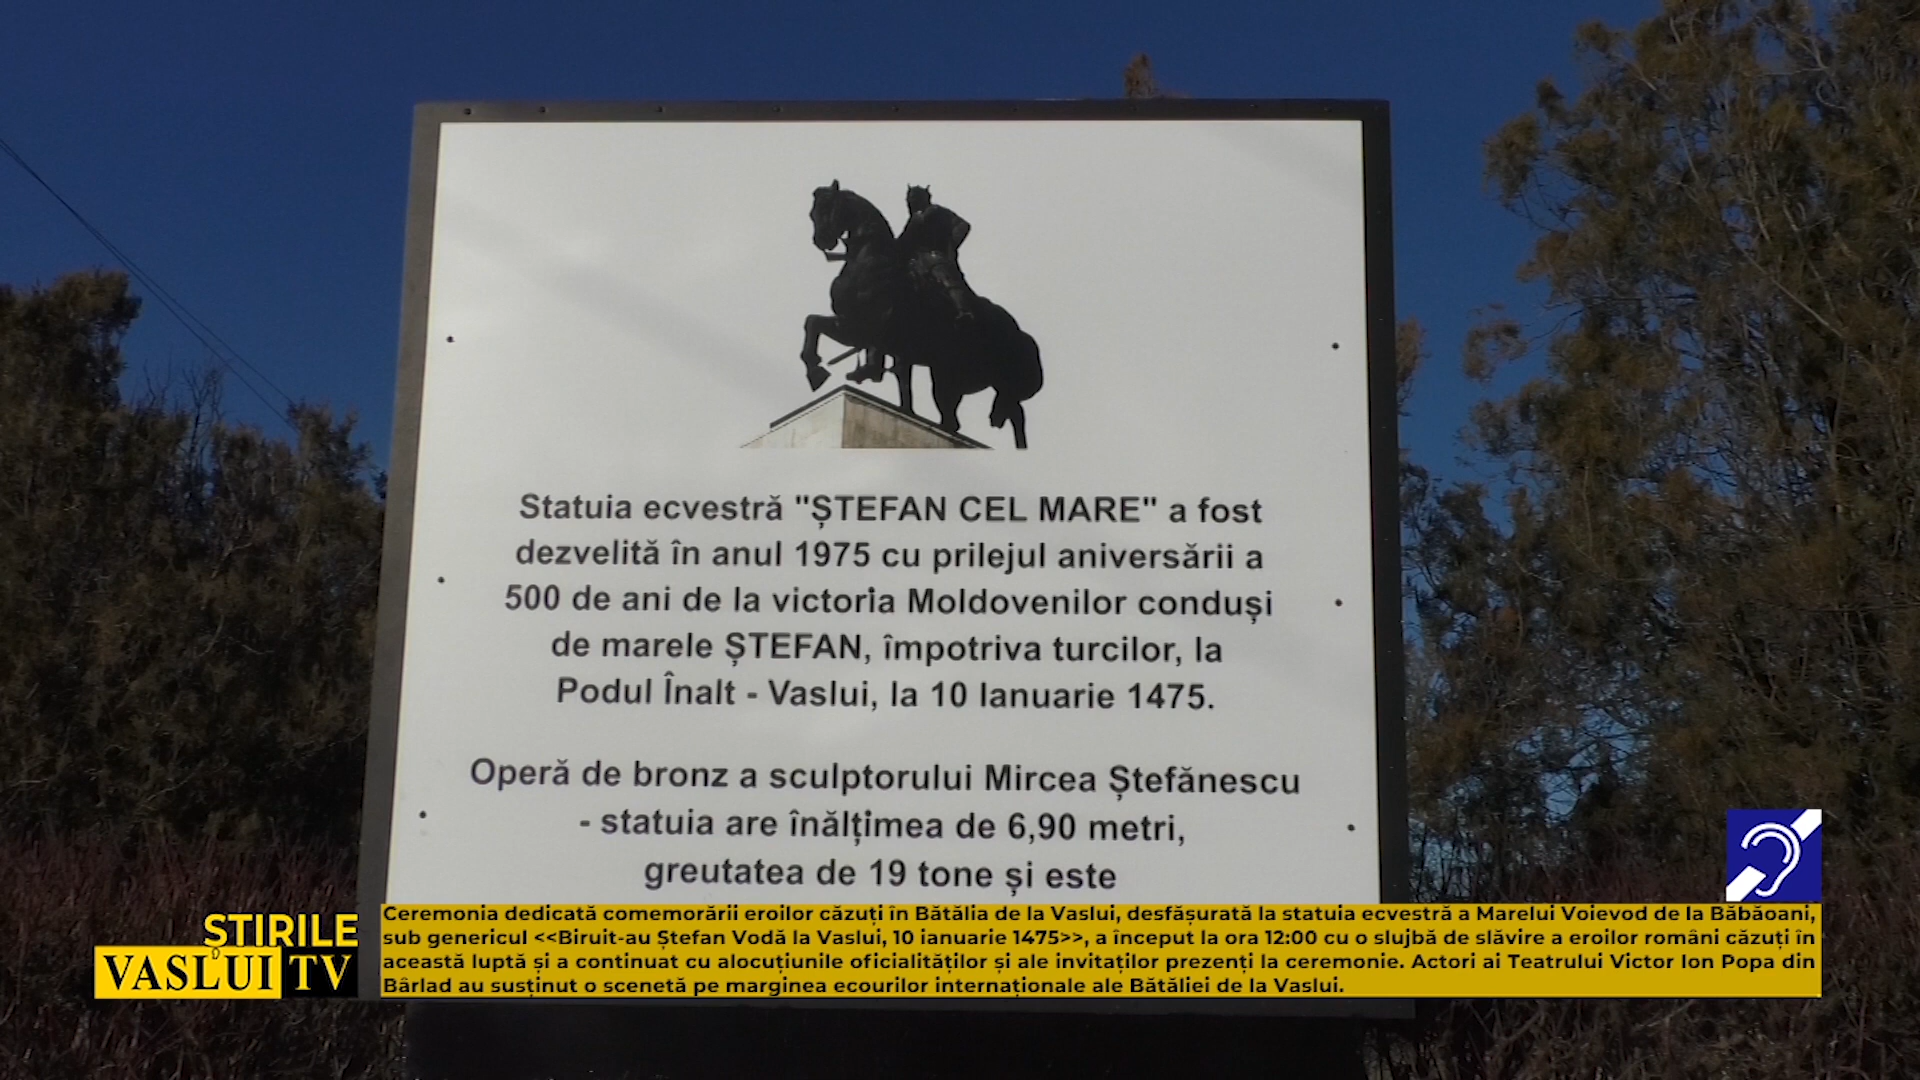 Statuia ecvestră "ȘTEFAN CEL MARE" a fost
dezvelită în anul 1975 cu prilejul aniversării a
500 de ani de la victoria Moldovenilor conduși
de marele ȘTEFAN, împotriva turcilor, la
Podul Înalt - Vaslui, la 10 Ianuarie 1475.
Operă de bronz a sculptorului Mircea Ștefănescu
- statuia are înălțimea de 6,90 metri,
greutatea de 19 tone și este
ȘTIRILE
VASLUI TV
Ceremonia dedicată comemorării eroilor căzuți în Bătălia de la Vaslui, desfășurată la statuia ecvestră a Marelui Voievod de la Băbăoani,
sub genericul <<Biruit-au Ștefan Vodă la Vaslui, 10 ianuarie 1475>>, a început la ora 12:00 cu o slujbă de slăvire a eroilor români căzuți în
această luptă și a continuat cu alocuțiunile oficialităților și ale invitaților prezenți la ceremonie. Actori ai Teatrului Victor Ion Popa din
Bârlad au susținut o scenetă pe marginea ecourilor internaționale ale Bătăliei de la Vaslui.